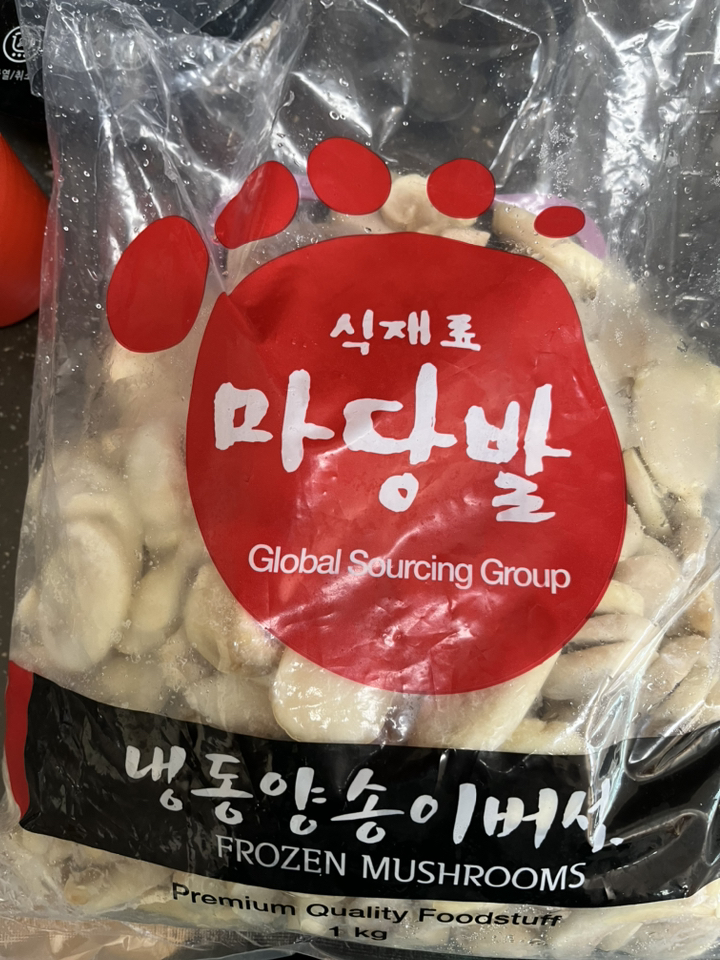 식재료
마당발
Global Sourcing Group
냉동양송이버섯
FROZEN MUSHROOMS
Premium Quality Foodstuff
1 kg